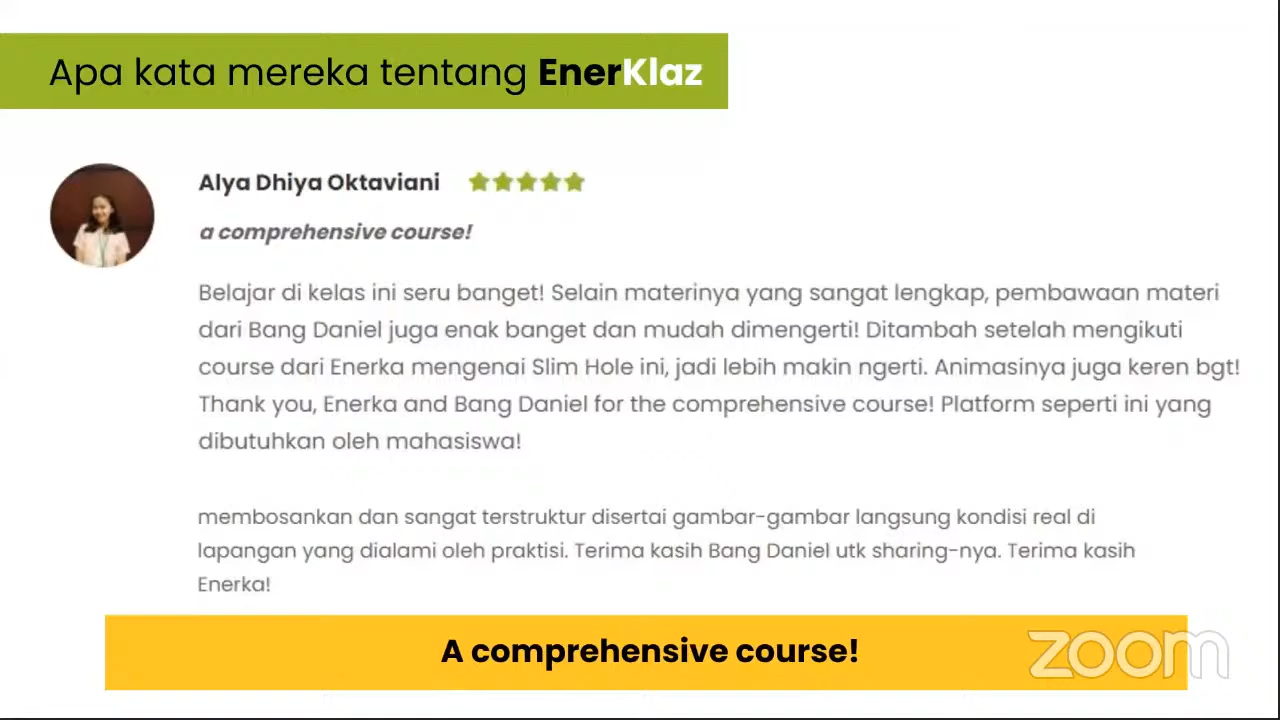 Apa kata mereka tentang EnerKlaz
Alya Dhiya Oktaviani
a comprehensive course!
Belajar di kelas ini seru banget! Selain materinya yang sangat lengkap, pembawaan materi
dari Bang Daniel juga enak banget dan mudah dimengerti! Ditambah setelah mengikuti
course dari Enerka mengenai Slim Hole ini, jadi lebih makin ngerti. Animasinya juga keren bgt!
Thank you, Enerka and Bang Daniel for the comprehensive course! Platform seperti ini yang
dibutuhkan oleh mahasiswa!
membosankan dan sangat terstruktur disertai gambar-gambar langsung kondisi real di
lapangan yang dialami oleh praktisi. Terima kasih Bang Daniel utk sharing-nya. Terima kasih
Enerka!
A comprehensive course!
zoom